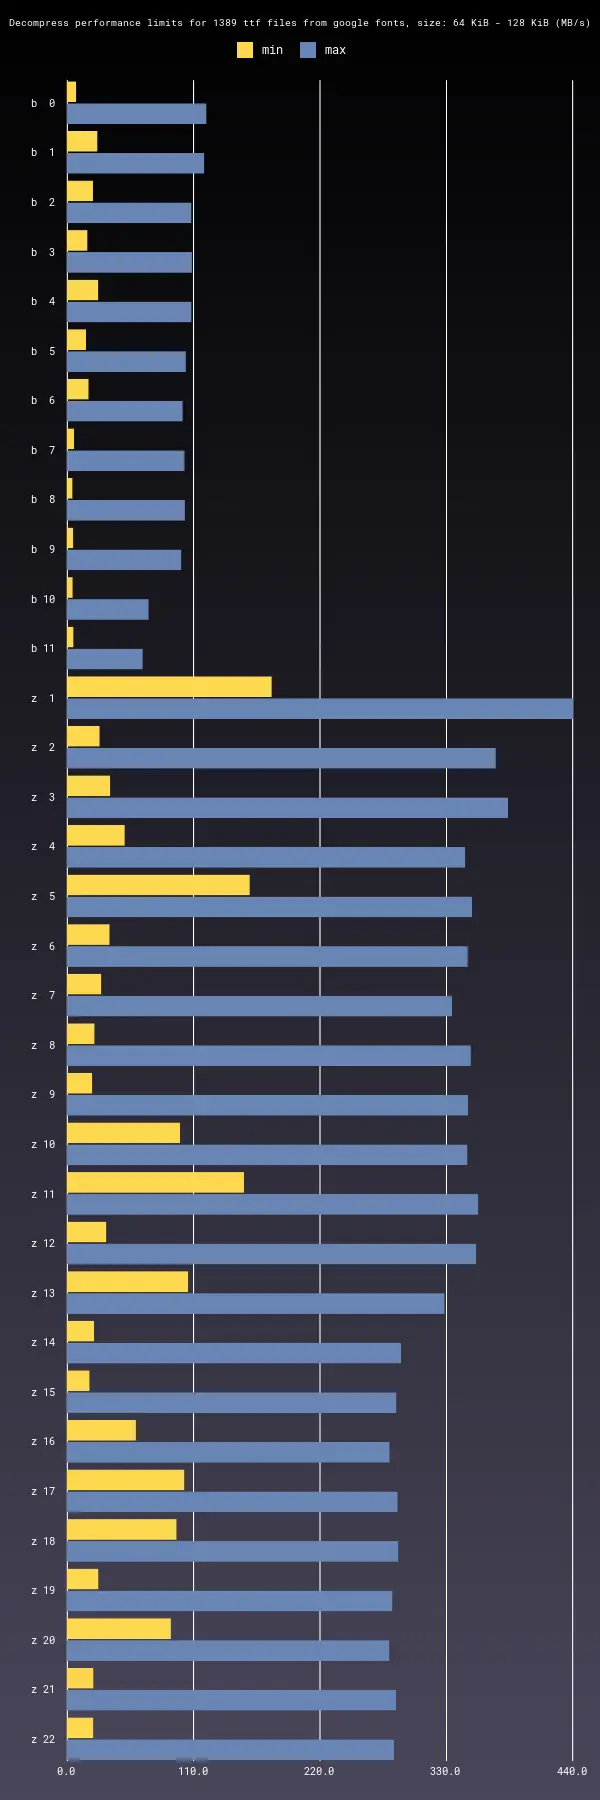 Decompress performance limits for 1389 ttf files from google fonts, size: 64 KiB - 128 KiB (MB/s)
min max
b 0
b 1
b 2
b 3
b 4
b 5
b 6
b 7
b 8
b 9
b 10
b 11
z 1
z 2
z 3
z 4
z 5
z 6
z 7
z 8
z 9
z 10
z 11
z 12
z 13
z 14
z 15
z 16
z 17
z 18
z 19
z 20
z 21
z 22
0.0 110.0 220.0 330.0 440.0